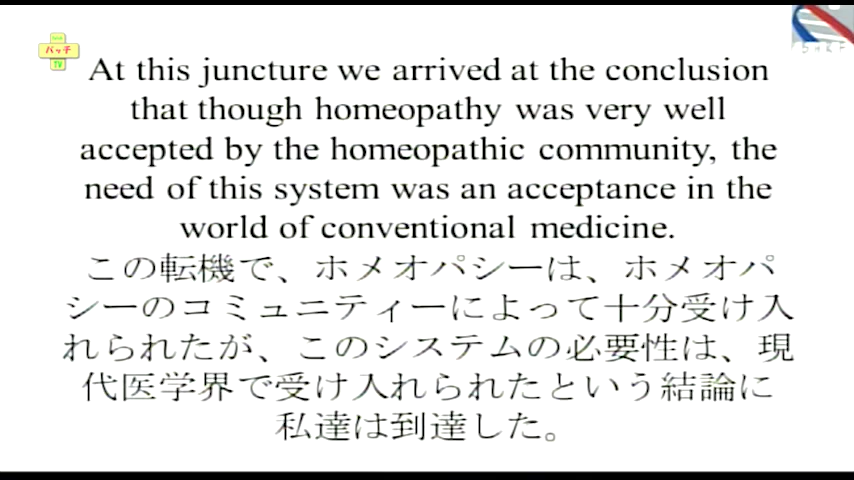 パッチ
TV
At this juncture we arrived at the conclusion
that though homeopathy was very well
accepted by the homeopathic community, the
need of this system was an acceptance in the
world of conventional medicine.
この転機で、ホメオパシーは、ホメオパ
シーのコミュニティーによって十分受け入
れられたが、このシステムの必要性は、現
代医学界で受け入れられたという結論に
私達は到達した。